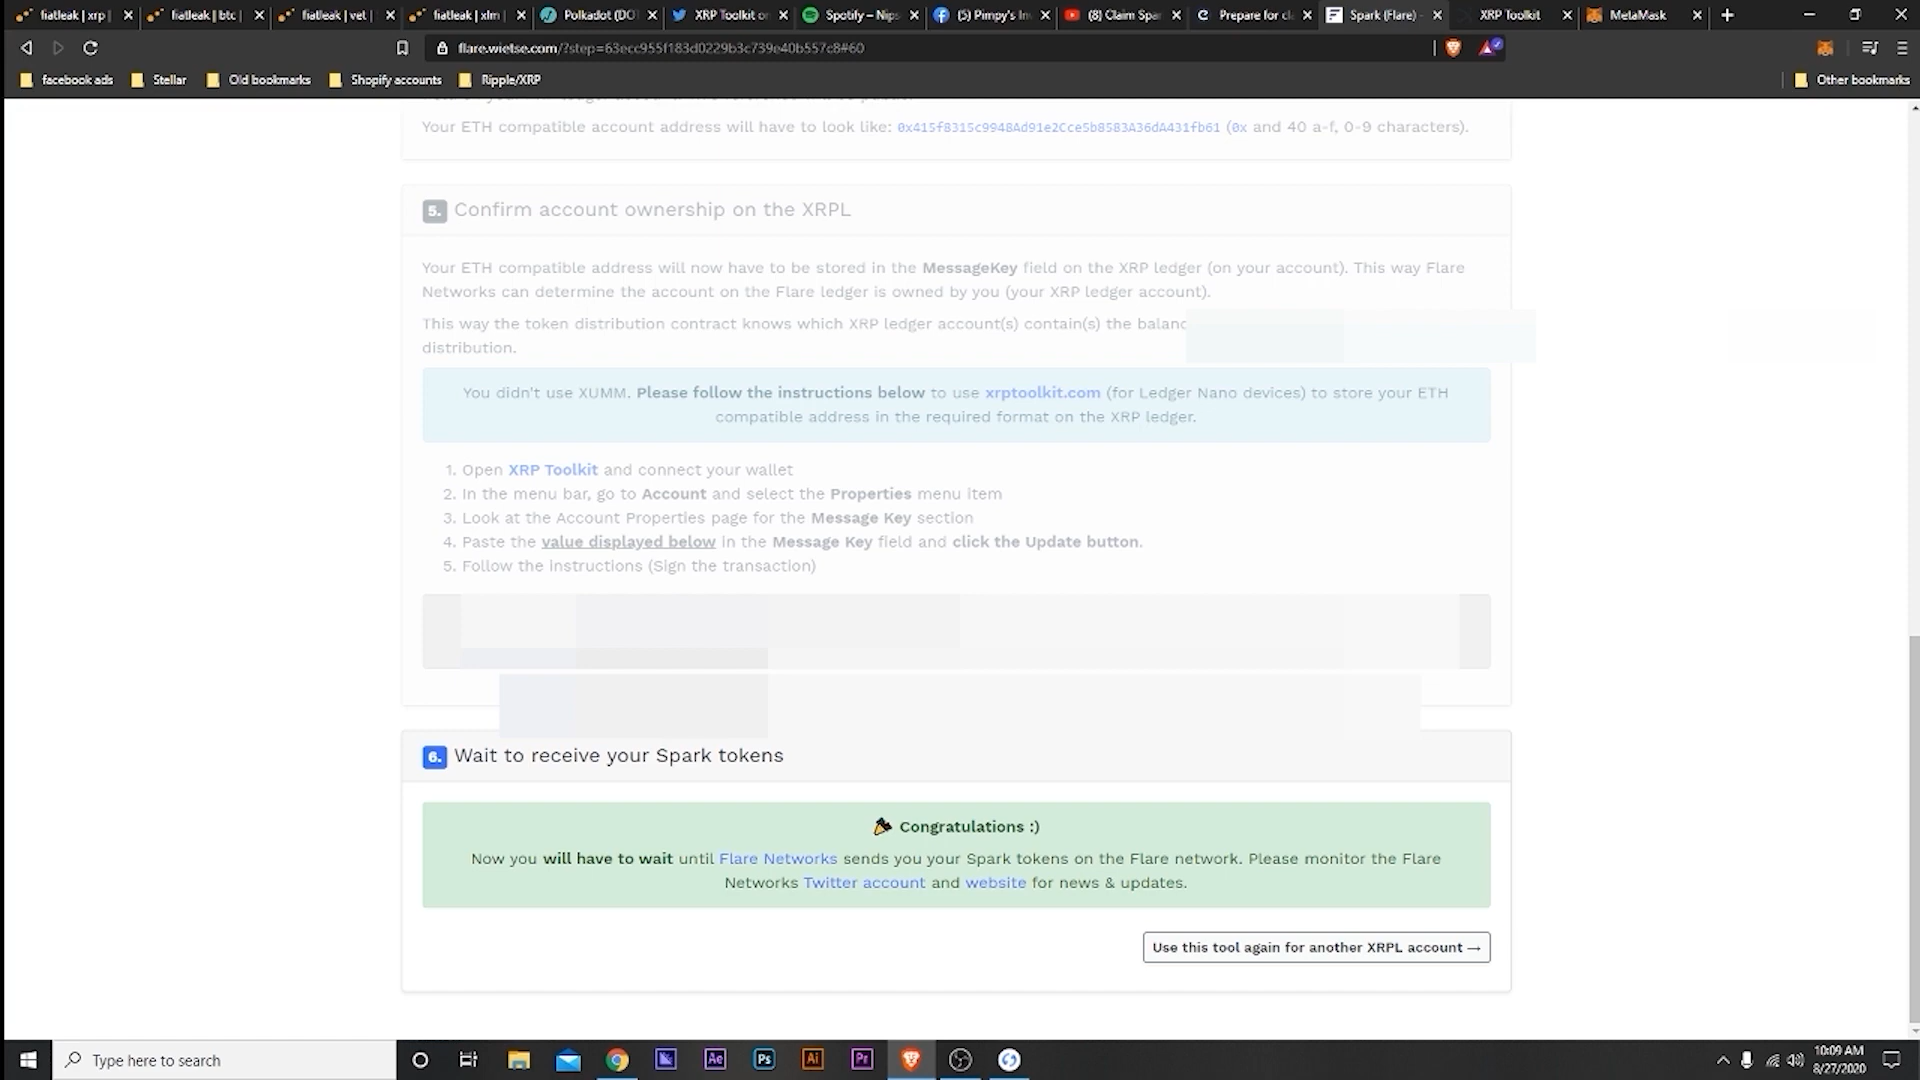 fiatleak | xrp |
fiatleak | btc |
fiatleak | vet |
fiatleak | xlm |
Polkadot (DO
XRP Toolkit or
Spotify – Nips
(5) Pimpy's In
(8) Claim Spar
Prepare for cl
Spark (Flare) -
XRP Toolkit
MetaMask
flare.wietse.com/?step=63ecc955f183d0229b3c739e40b557c8#60
facebook ads
Stellar
Old bookmarks
Shopify accounts
Ripple/XRP
Other bookmarks
Your ETH compatible account address will have to look like: 0x415f8315c9948Ad91e2Cce5b8583A36dA431fb61 (0x and 40 a-f, 0-9 characters).
5. Confirm account ownership on the XRPL
Your ETH compatible address will now have to be stored in the MessageKey field on the XRP ledger (on your account). This way Flare
Networks can determine the account on the Flare ledger is owned by you (your XRP ledger account).
This way the token distribution contract knows which XRP ledger account(s) contain(s) the balanc
distribution.
You didn't use XUMM. Please follow the instructions below to use xrptoolkit.com (for Ledger Nano devices) to store your ETH
compatible address in the required format on the XRP ledger.
1. Open XRP Toolkit and connect your wallet
2. In the menu bar, go to Account and select the Properties menu item
3. Look at the Account Properties page for the Message Key section
4. Paste the value displayed below in the Message Key field and click the Update button.
5. Follow the instructions (Sign the transaction)
6. Wait to receive your Spark tokens
Congratulations :)
Now you will have to wait until Flare Networks sends you your Spark tokens on the Flare network. Please monitor the Flare
Networks Twitter account and website for news & updates.
Use this tool again for another XRPL account →
Type here to search
Ae
Ps
Ai
Pr
10:09 AM
8/27/2020